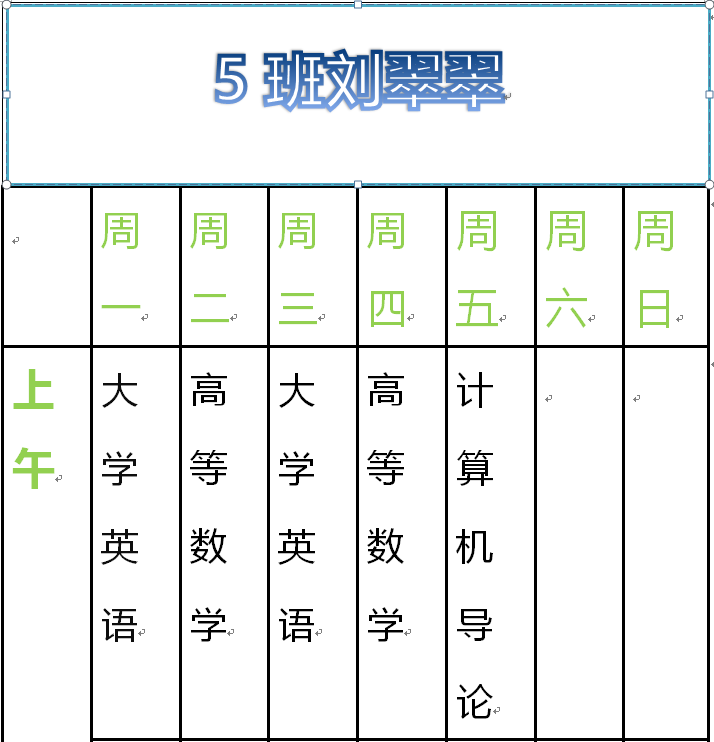 5 班刘翠翠
周一 周二 周三 周四 周五 周六 周日
上午 大学英语 高等数学 大学英语 高等数学 计算机导论